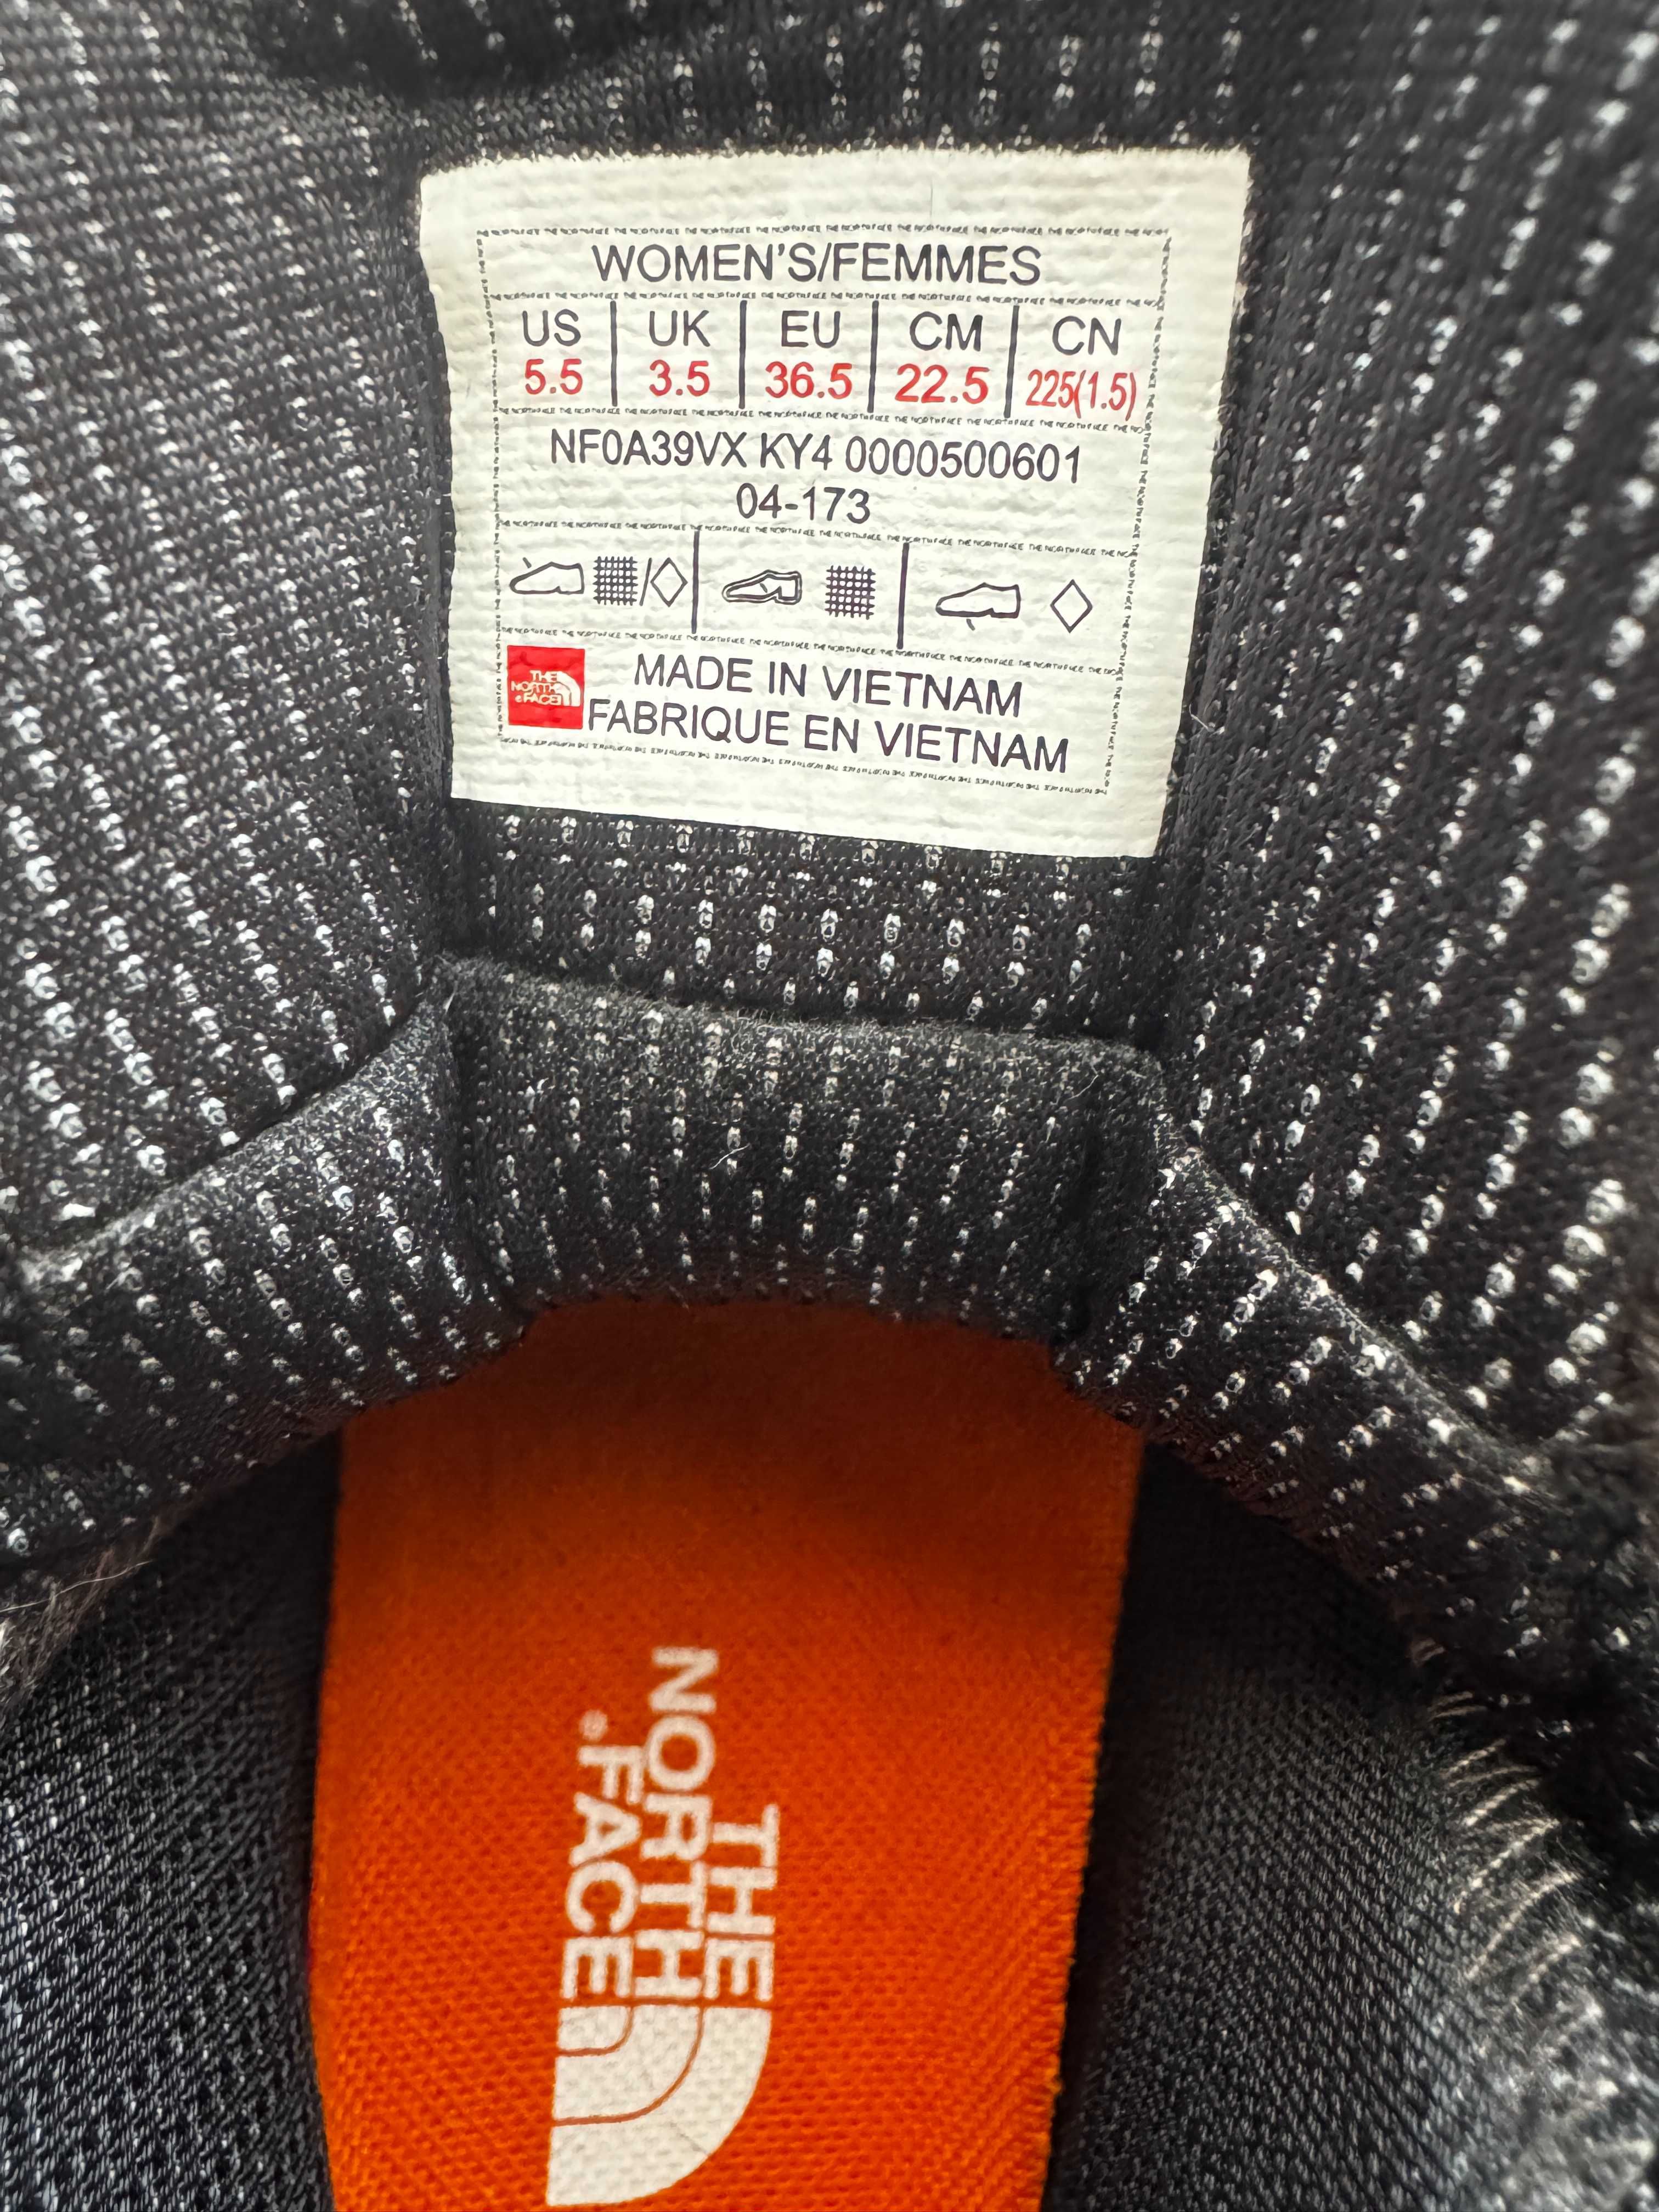 WOMEN'S/FEMMES
US UK EU CM CN
5.5 3.5 36.5 22.5 225(1.5)
NF0A39VX KY4 0000500601
04-173
/
THE
NORTH
FACE
MADE IN VIETNAM
FABRIQUE EN VIETNAM
THE
NORTH
FACE®